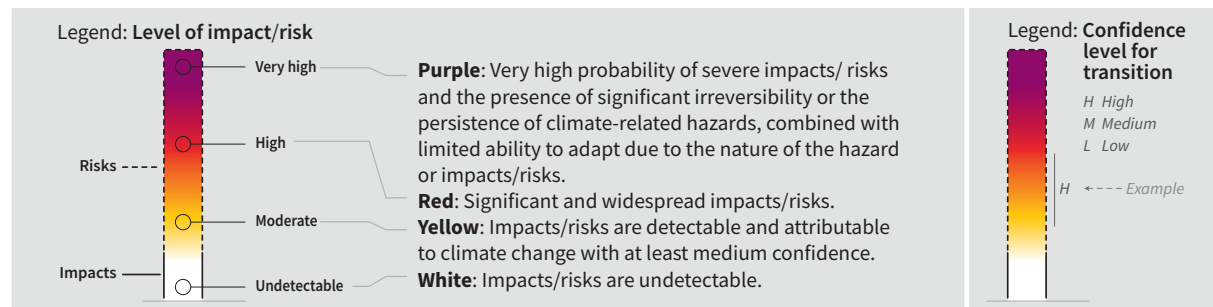 Legend: Level of impact/risk
Very high
High
Risks
Moderate
Impacts
Undetectable
Purple: Very high probability of severe impacts/ risks
and the presence of significant irreversibility or the
persistence of climate-related hazards, combined with
limited ability to adapt due to the nature of the hazard
or impacts/risks.
Red: Significant and widespread impacts/risks.
Yellow: Impacts/risks are detectable and attributable
to climate change with at least medium confidence.
White: Impacts/risks are undetectable.
Legend: Confidence
level for
transition
H High
M Medium
L Low
H Example